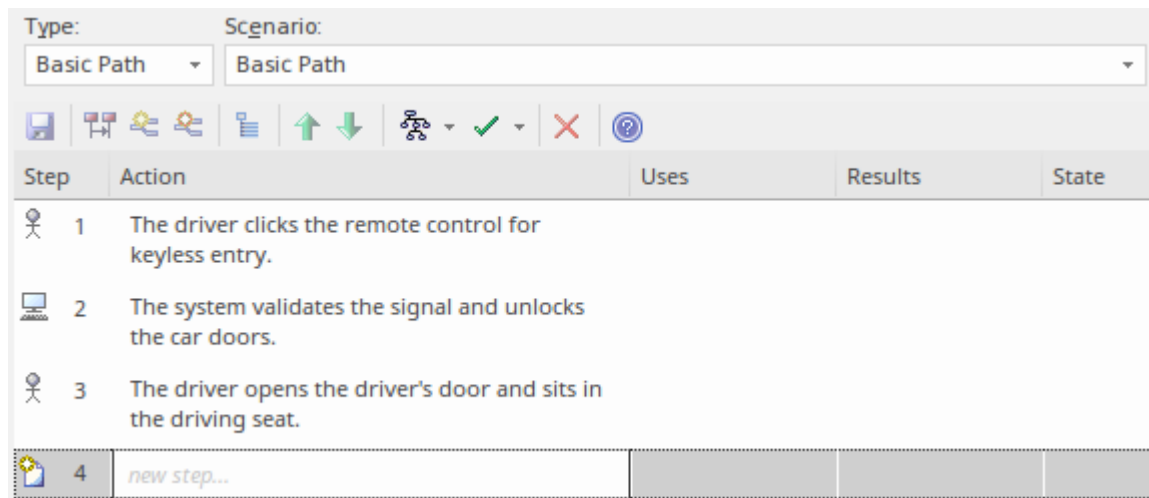 Type: Scenario:
Basic Path Basic Path
Step Action Uses Results State
1 The driver clicks the remote control for
keyless entry.
2 The system validates the signal and unlocks
the car doors.
3 The driver opens the driver's door and sits in
the driving seat.
4 new step...